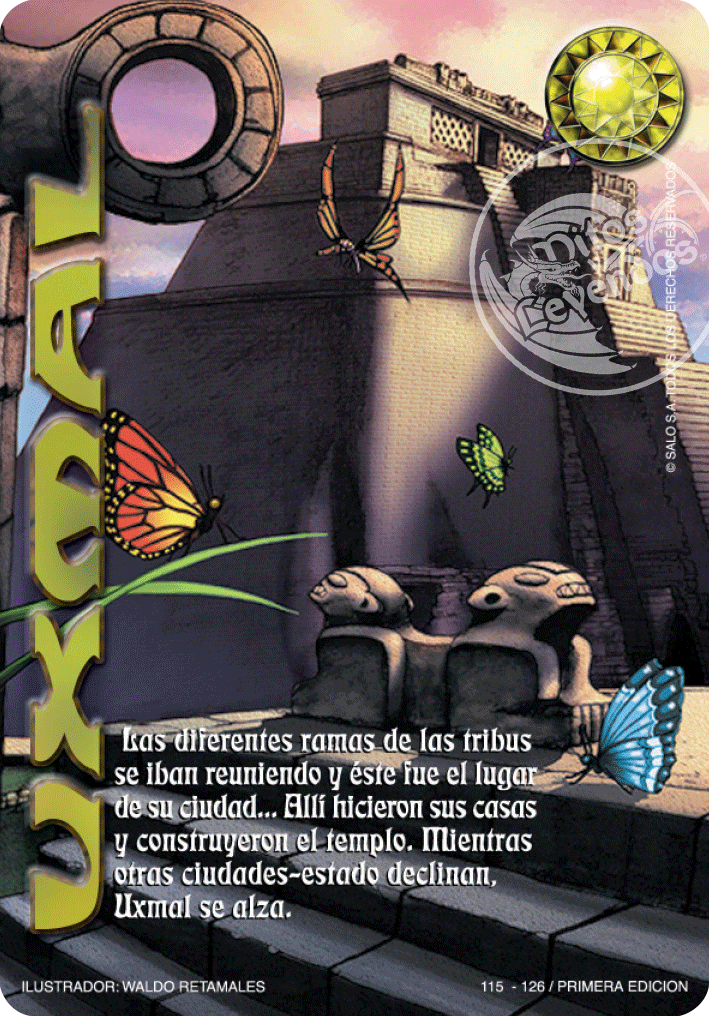 UXMAL
Mitos
Leyendas
© SALO S.A. TODOS LOS DERECHOS RESERVADOS
Las diferentes ramas de las tribus
se iban reuniendo y éste fue el lugar
de su ciudad... Allí hicieron sus casas
y construyeron el templo. Mientras
otras ciudades-estado declinan,
Uxmal se alza.
ILUSTRADOR: WALDO RETAMALES
115 - 126 / PRIMERA EDICION